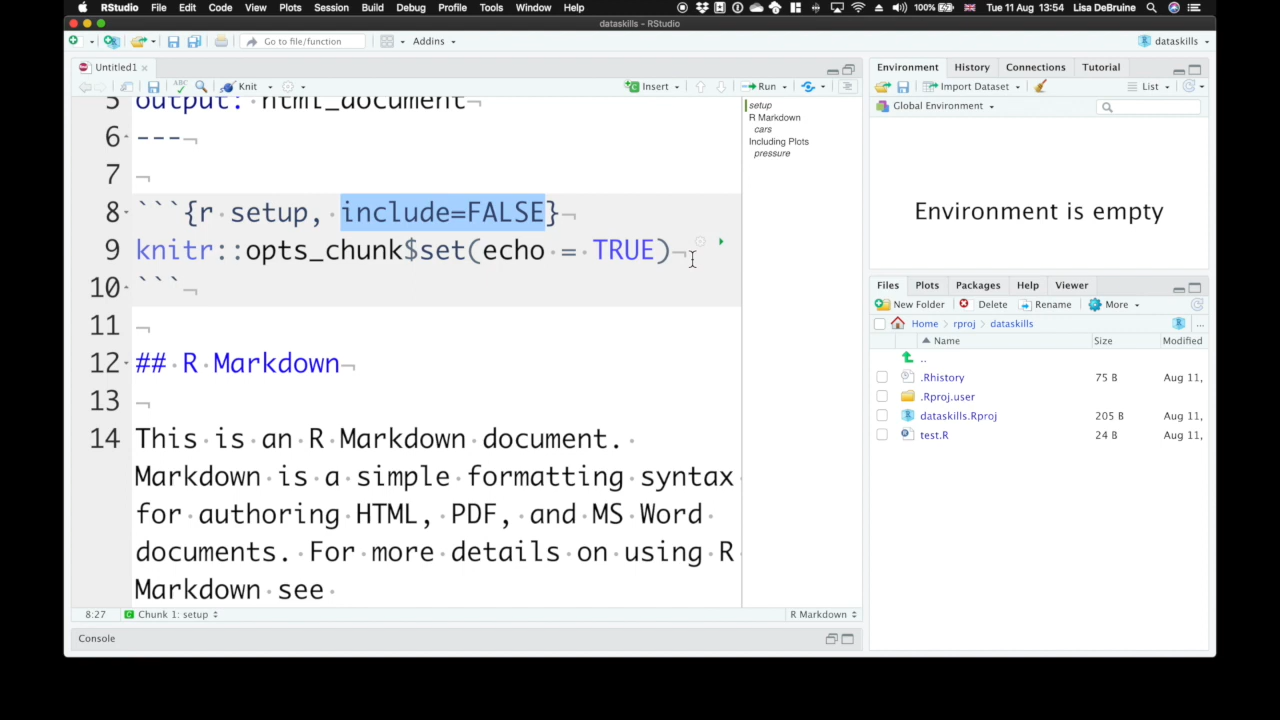 RStudio File Edit Code View Plots Session Build Debug Profile Tools Window Help 100% Tue 11 Aug 13:54 Lisa DeBruine
dataskills - RStudio
Go to file/function Addins dataskills
Untitled1
Knit Insert Run
5 output: html_document¬
6 ---¬
7 ¬
8 ```{r·setup,·include=FALSE}¬
9 knitr::opts_chunk$set(echo·=·TRUE)¬
10 ```¬
11 ¬
12 ##·R·Markdown¬
13 ¬
14 This·is·an·R·Markdown·document.·
Markdown·is·a·simple·formatting·syntax·
for·authoring·HTML,·PDF,·and·MS·Word·
documents.·For·more·details·on·using·R·
Markdown·see·
8:27 Chunk 1: setup R Markdown
Console
setup
R Markdown
cars
Including Plots
pressure
Environment History Connections Tutorial
Import Dataset List
Global Environment
Environment is empty
Files Plots Packages Help Viewer
New Folder Delete Rename More
Home rproj dataskills ...
Name Size Modified
..
.Rhistory 75 B Aug 11,
.Rproj.user
dataskills.Rproj 205 B Aug 11,
test.R 24 B Aug 11,